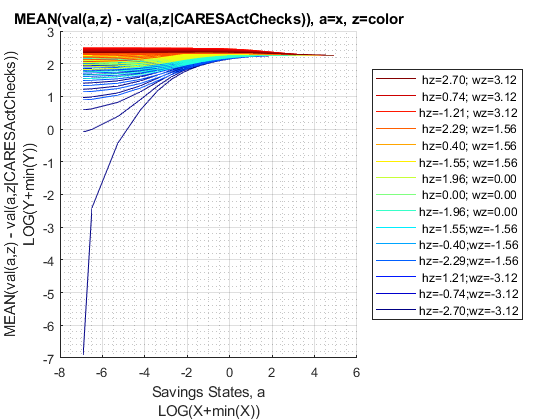 MEAN(val(a,z) - val(a,z|CARESActChecks)), a=x, z=color
3
2
1
0
-1
-2
-3
-4
-5
-6
-7
-8
-6
-4
-2
0
2
4
6
MEAN(val(a,z) - val(a,z|CARESActChecks))
LOG(Y+min(Y))
Savings States, a
LOG(X+min(X))
hz=2.70; wz=3.12
hz=0.74; wz=3.12
hz=-1.21; wz=3.12
hz=2.29; wz=1.56
hz=0.40; wz=1.56
hz=-1.55; wz=1.56
hz=1.96; wz=0.00
hz=0.00; wz=0.00
hz=-1.96; wz=0.00
hz=1.55;wz=-1.56
hz=-0.40;wz=-1.56
hz=-2.29;wz=-1.56
hz=1.21;wz=-3.12
hz=-0.74;wz=-3.12
hz=-2.70;wz=-3.12